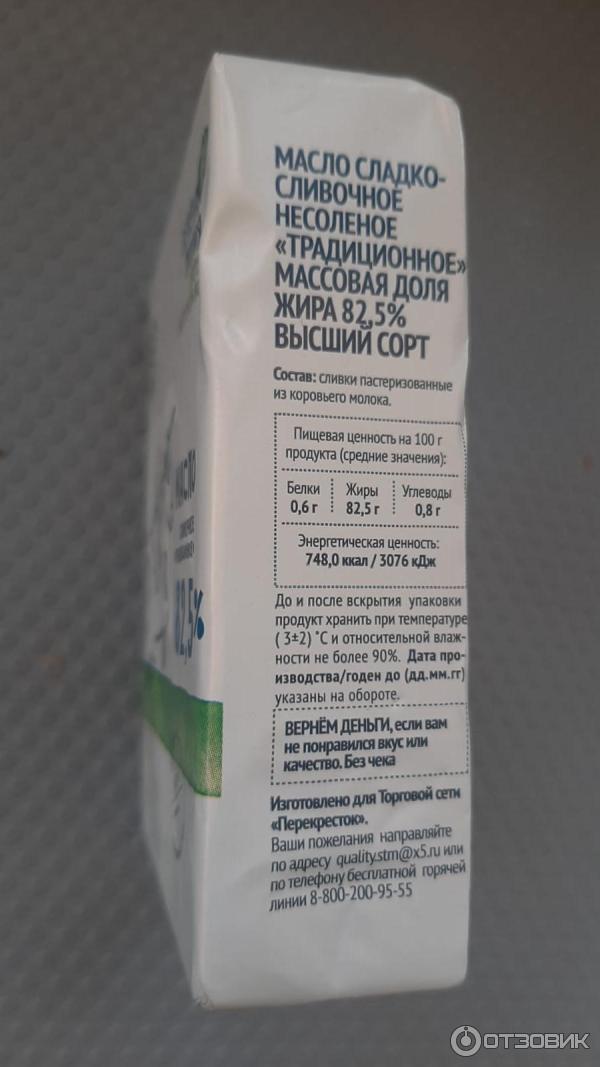 МАСЛО СЛАДКО-
СЛИВОЧНОЕ
НЕСОЛЕНОЕ
«ТРАДИЦИОННОЕ»
МАССОВАЯ ДОЛЯ
ЖИРА 82,5%
ВЫСШИЙ СОРТ
Состав: сливки пастеризованные
из коровьего молока.
Пищевая ценность на 100 г
продукта (средние значения):
Белки Жиры Углеводы
0,6 г 82,5 г 0,8 г
Энергетическая ценность:
748,0 ккал / 3076 кДж
До и после вскрытия упаковки
продукт хранить при температуре
( 3±2) °С и относительной влаж-
ности не более 90%. Дата про-
изводства/годен до (дд.мм.гг)
указаны на обороте.
ВЕРНЁМ ДЕНЬГИ, если вам
не понравился вкус или
качество. Без чека
Изготовлено для Торговой сети
«Перекресток».
Ваши пожелания направляйте
по адресу quality.stm@x5.ru или
по телефону бесплатной горячей
линии 8-800-200-95-55
МАСЛО
82,5%
ОТЗОВИК